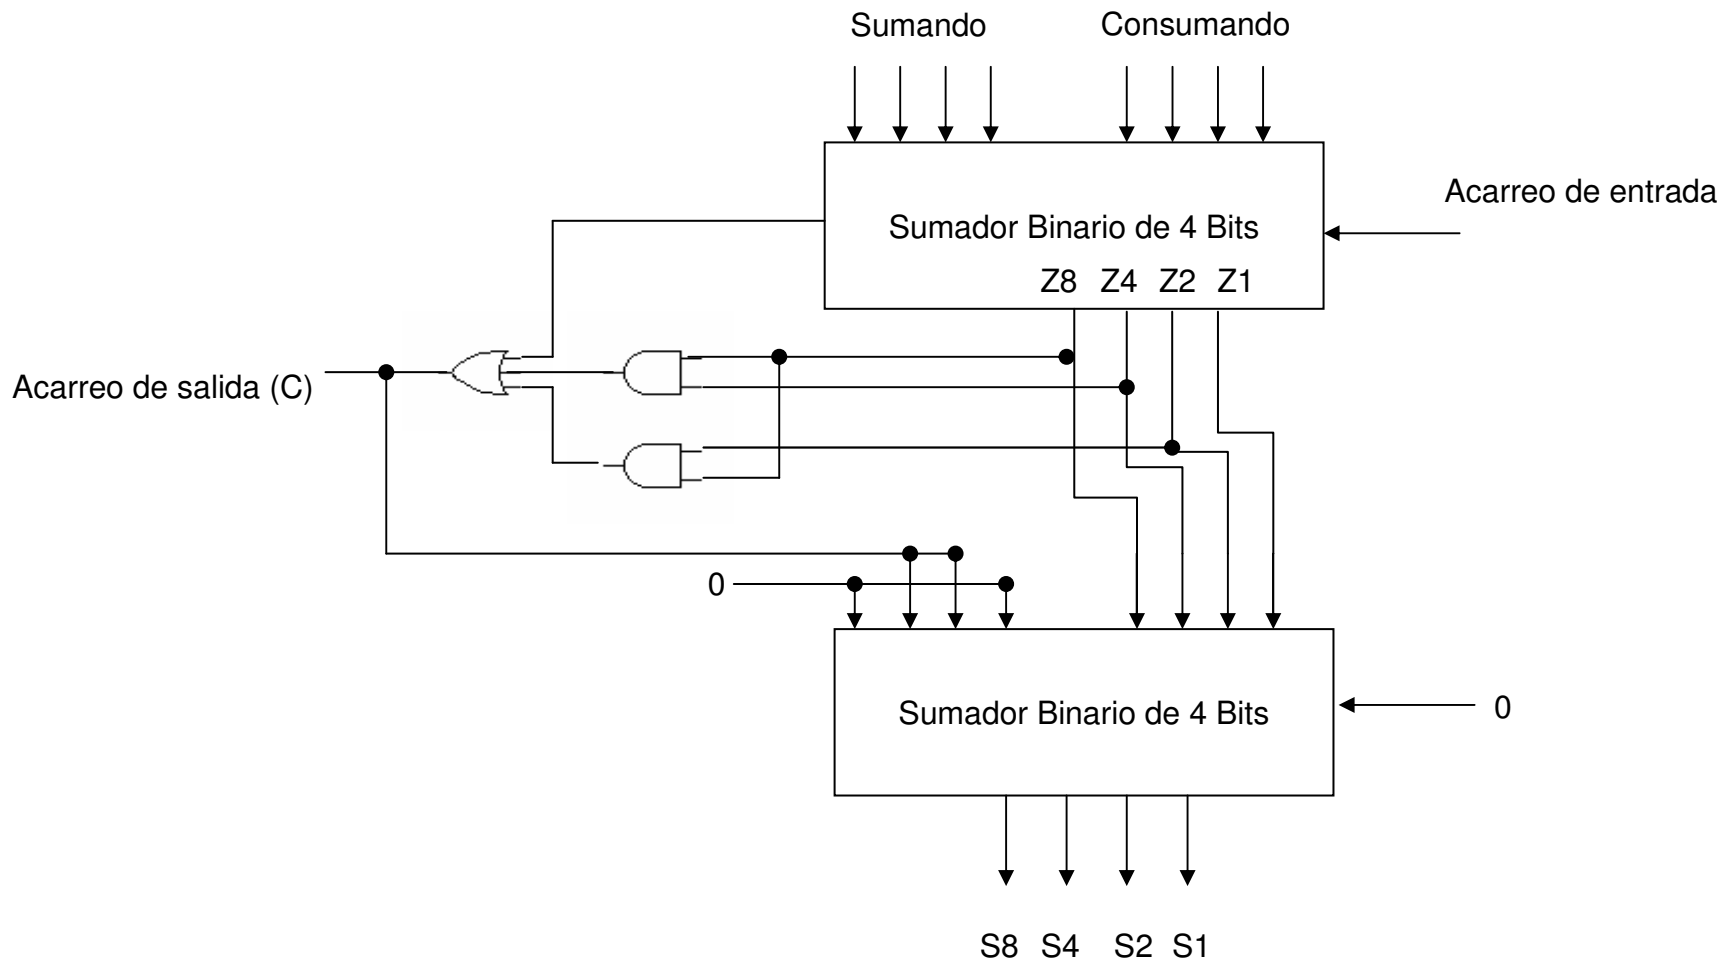 Sumando Consumando
Acarreo de entrada
Sumador Binario de 4 Bits
Z8 Z4 Z2 Z1
Acarreo de salida (C)
0
Sumador Binario de 4 Bits
0
S8 S4 S2 S1